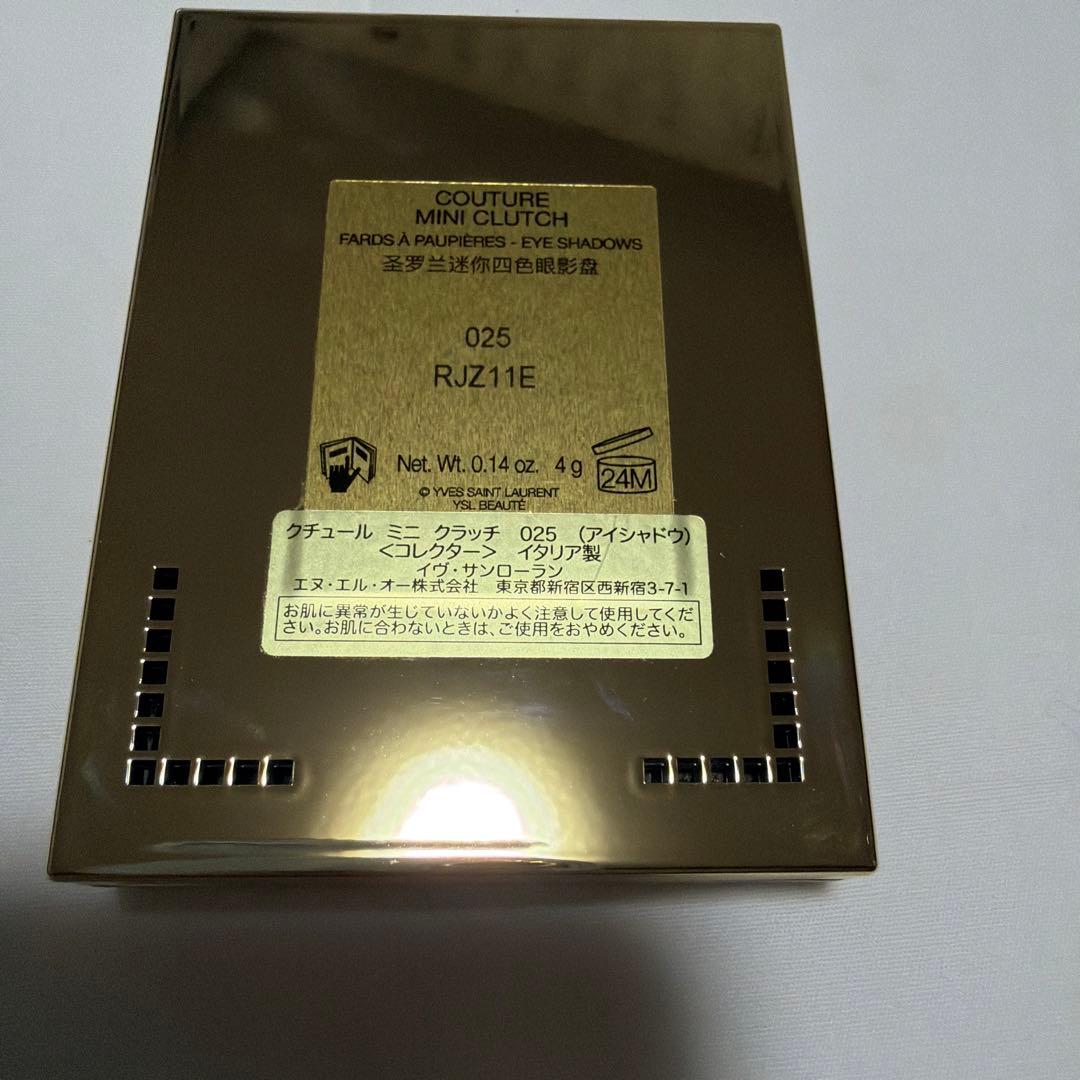 COUTURE
MINI CLUTCH
FARDS À PAUPIÈRES - EYE SHADOWS
圣罗兰迷你四色眼影盘
025
RJZ11E
Net. Wt. 0.14 oz. 4 g
24M
© YVES SAINT LAURENT
YSL BEAUTÉ
クチュール ミニ クラッチ 025 (アイシャドウ)
<コレクター> イタリア製
イヴ・サンローラン
エヌ・エル・オー株式会社 東京都新宿区西新宿3-7-1
お肌に異常が生じていないかよく注意して使用してくだ
さい。お肌に合わないときは、ご使用をおやめください。